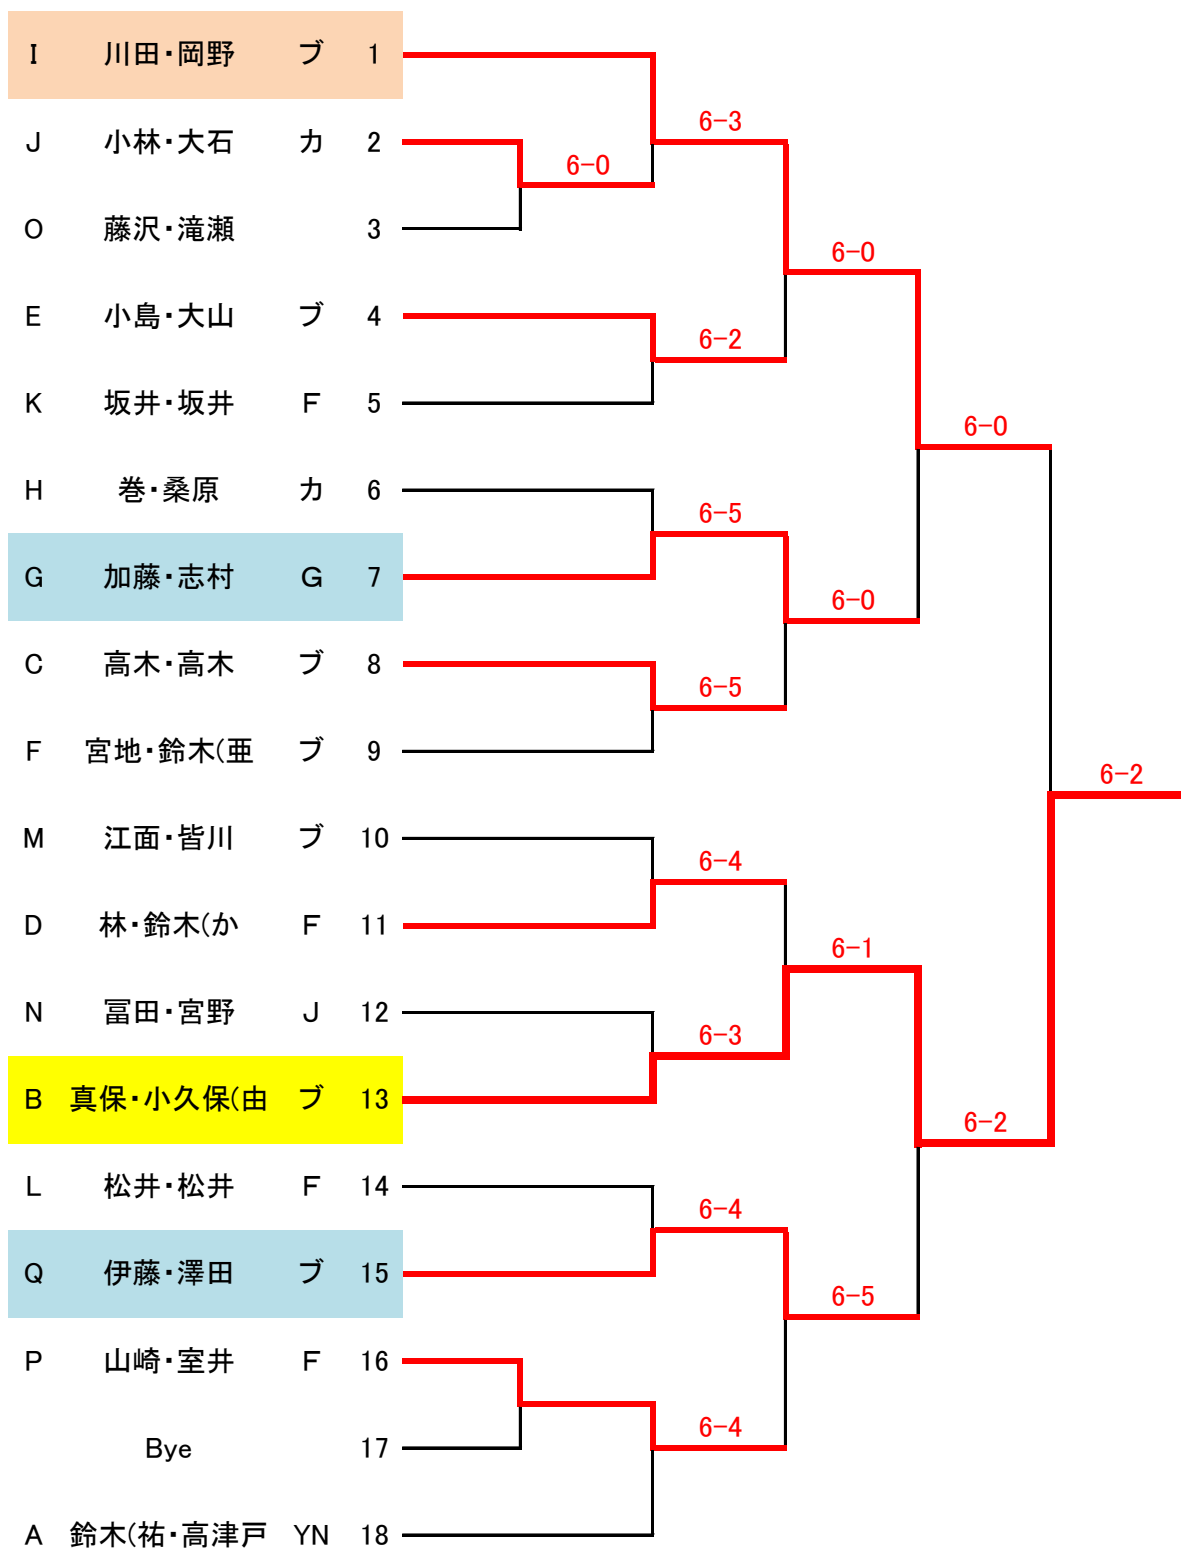 I 川田・岡野 ブ 1
6-3
J 小林・大石 カ 2
6-0
O 藤沢・滝瀬 3
6-0
E 小島・大山 ブ 4
6-2
K 坂井・坂井 F 5
6-0
H 巻・桑原 カ 6
6-5
G 加藤・志村 G 7
6-0
C 高木・高木 ブ 8
6-5
F 宮地・鈴木(亜 ブ 9
6-2
M 江面・皆川 ブ 10
6-4
D 林・鈴木(か F 11
6-1
N 冨田・宮野 J 12
6-3
B 真保・小久保(由 ブ 13
6-2
L 松井・松井 F 14
6-4
Q 伊藤・澤田 ブ 15
6-5
P 山崎・室井 F 16
6-4
Bye 17
A 鈴木(祐・高津戸 YN 18